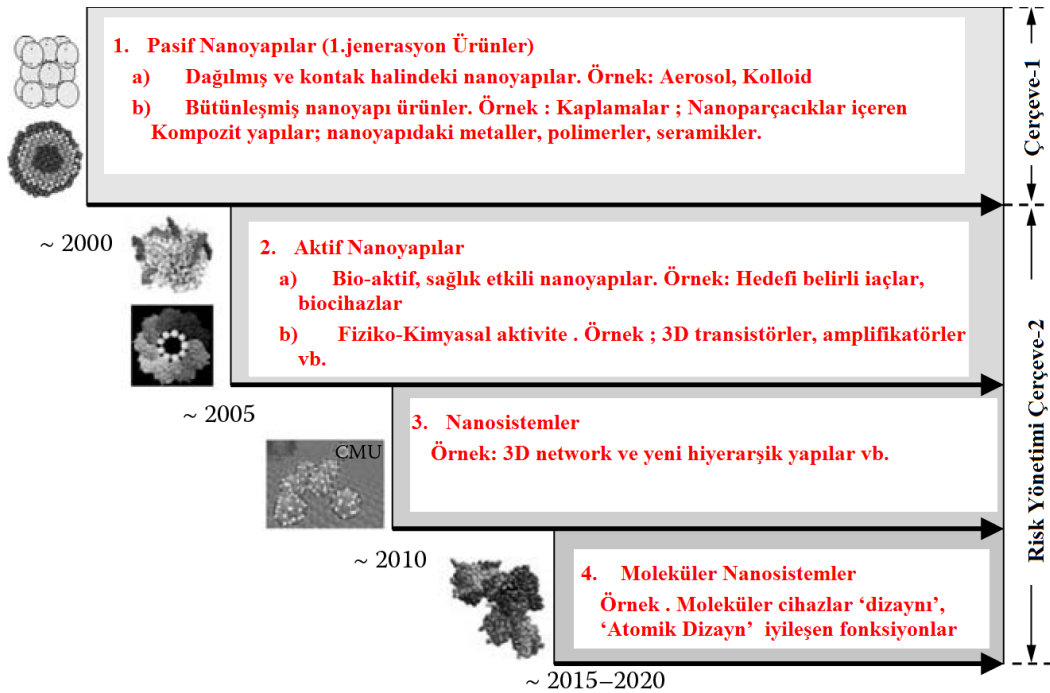 1. Pasif Nanoyapılar (1.jenerasyon Ürünler)
a) Dağılmış ve kontak halindeki nanoyapılar. Örnek: Aerosol, Kolloid
b) Bütünleşmiş nanoyapı ürünler. Örnek : Kaplamalar ; Nanoparçacıklar içeren
Kompozit yapılar; nanoyapıdaki metaller, polimerler, seramikler.
Çerçeve-1
~ 2000
2. Aktif Nanoyapılar
a) Bio-aktif, sağlık etkili nanoyapılar. Örnek: Hedefi belirli iaçlar,
biocihazlar
b) Fiziko-Kimyasal aktivite . Örnek ; 3D transistörler, amplifikatörler
vb.
Risk Yönetimi Çerçeve-2
~ 2005
3. Nanosistemler
Örnek: 3D network ve yeni hiyerarşik yapılar vb.
CMU
~ 2010
4. Moleküler Nanosistemler
Örnek . Moleküler cihazlar ‘dizaynı’,
‘Atomik Dizayn’ iyileşen fonksiyonlar
~ 2015–2020